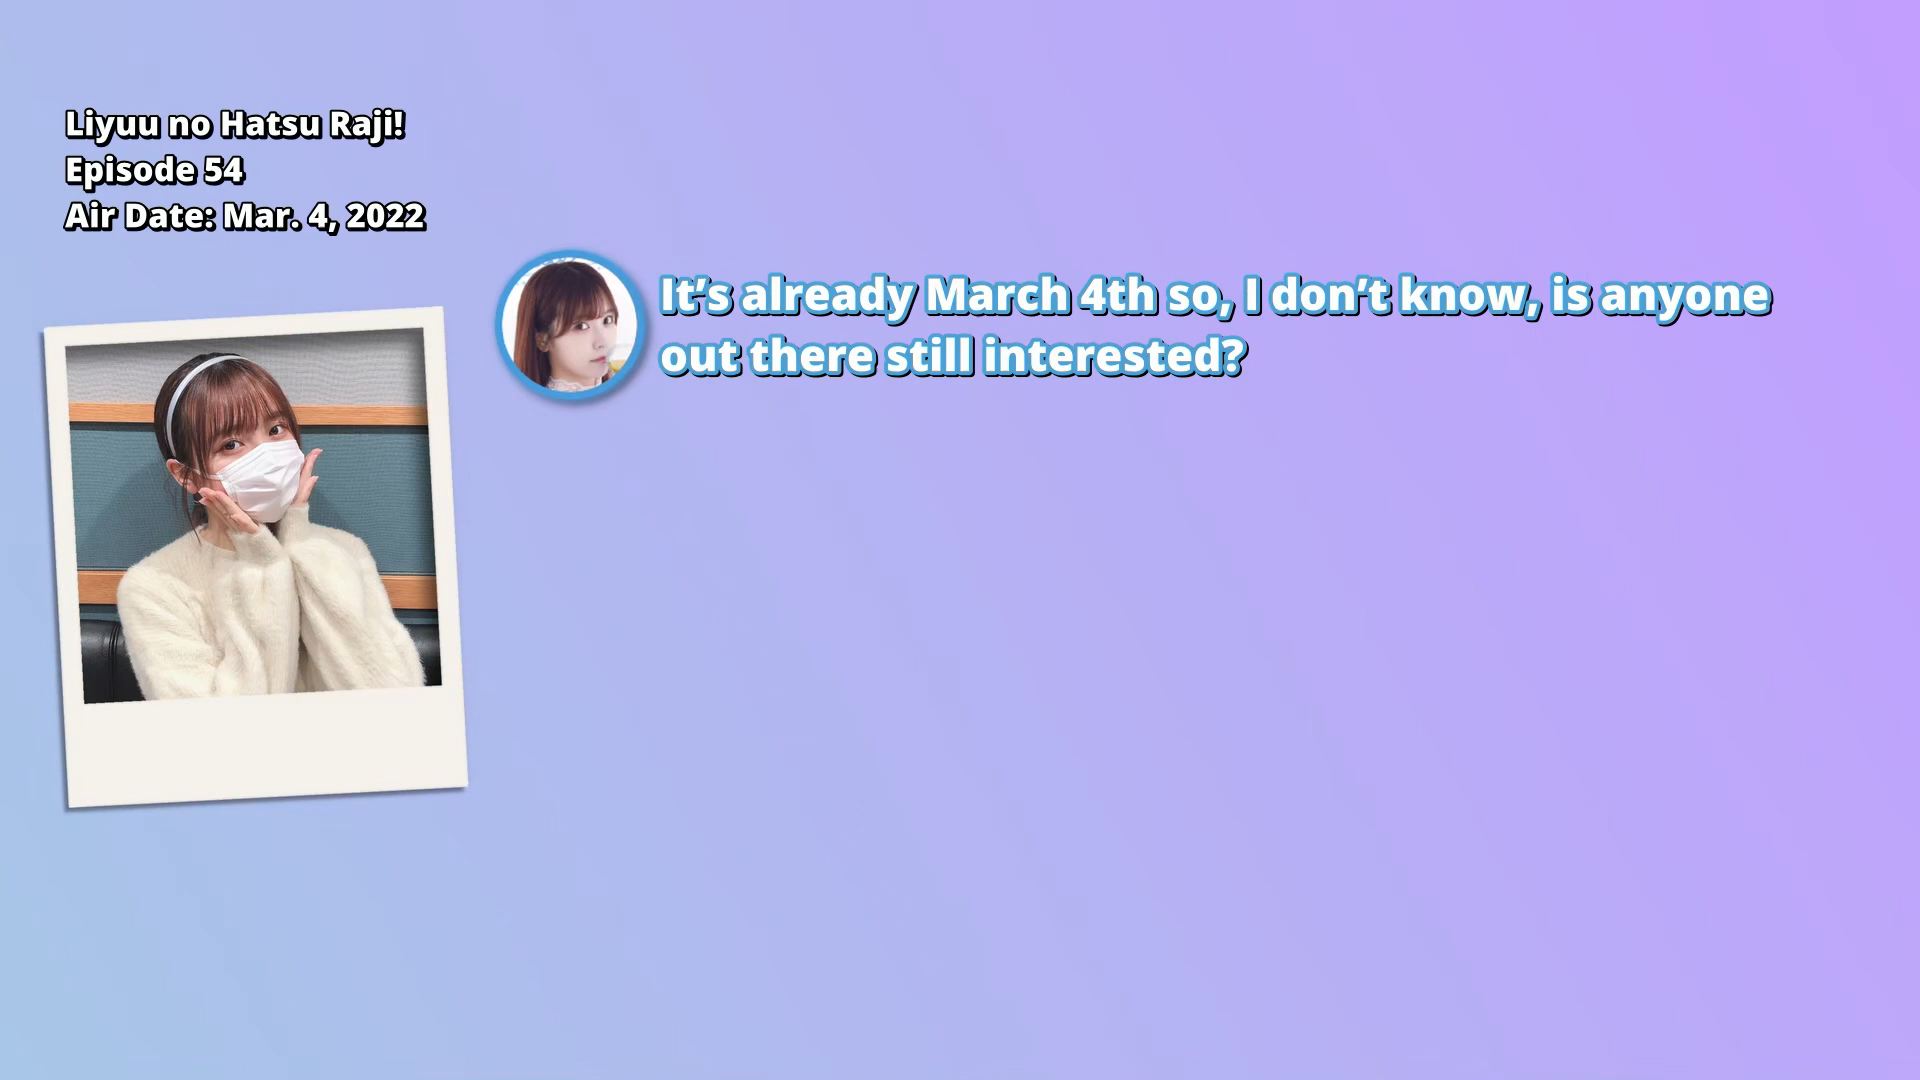 Liyuu no Hatsu Raji!
Episode 54
Air Date: Mar. 4, 2022
It’s already March 4th so, I don’t know, is anyone
out there still interested?